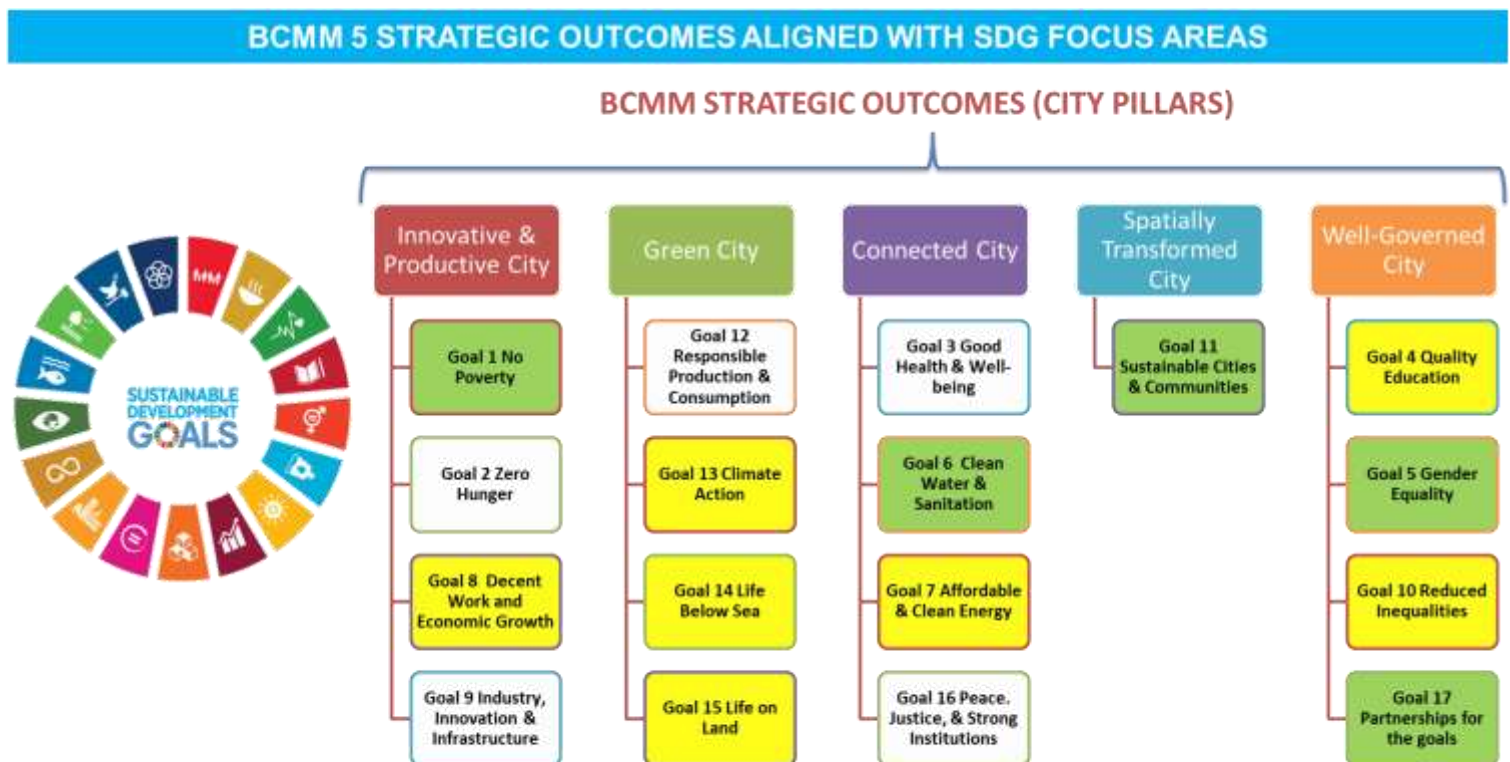 BCMM 5 STRATEGIC OUTCOMES ALIGNED WITH SDG FOCUS AREAS
BCMM STRATEGIC OUTCOMES (CITY PILLARS)
SUSTAINABLE
DEVELOPMENT
GOALS
Innovative &
Productive City
Goal 1 No
Poverty
Goal 2 Zero
Hunger
Goal 8 Decent
Work and
Economic Growth
Goal 9 Industry,
Innovation &
Infrastructure
Green City
Goal 12
Responsible
Production &
Consumption
Goal 13 Climate
Action
Goal 14 Life
Below Sea
Goal 15 Life on
Land
Connected City
Goal 3 Good
Health & Well-
being
Goal 6 Clean
Water &
Sanitation
Goal 7 Affordable
& Clean Energy
Goal 16 Peace.
Justice, & Strong
Institutions
Spatially
Transformed
City
Goal 11
Sustainable Cities
& Communities
Well-Governed
City
Goal 4 Quality
Education
Goal 5 Gender
Equality
Goal 10 Reduced
Inequalities
Goal 17
Partnerships for
the goals